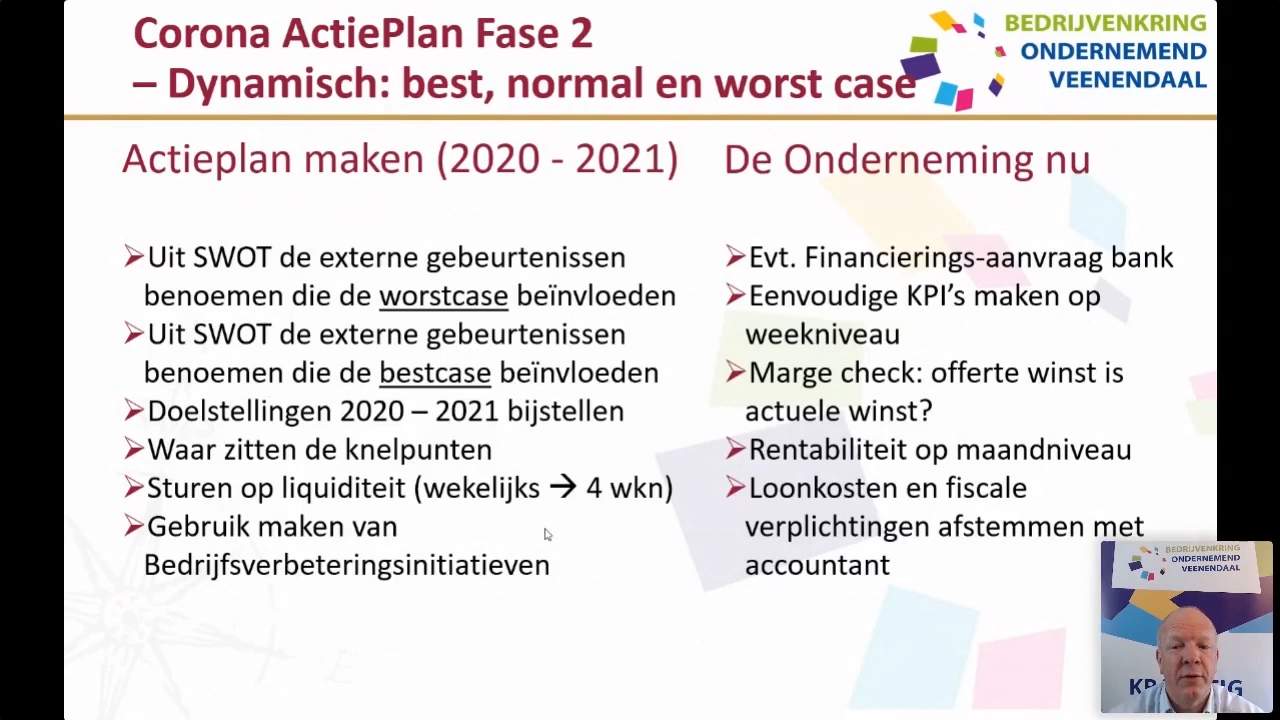 Corona ActiePlan Fase 2
– Dynamisch: best, normal en worst case
BEDRIJVENKRING
ONDERNEMEND
VEENENDAAL
Actieplan maken (2020 - 2021)
➢Uit SWOT de externe gebeurtenissen
benoemen die de worstcase beïnvloeden
➢Uit SWOT de externe gebeurtenissen
benoemen die de bestcase beïnvloeden
➢Doelstellingen 2020 – 2021 bijstellen
➢Waar zitten de knelpunten
➢Sturen op liquiditeit (wekelijks → 4 wkn)
➢Gebruik maken van
Bedrijfsverbeteringsinitiatieven
De Onderneming nu
➢Evt. Financierings-aanvraag bank
➢Eenvoudige KPI’s maken op
weekniveau
➢Marge check: offerte winst is
actuele winst?
➢Rentabiliteit op maandniveau
➢Loonkosten en fiscale
verplichtingen afstemmen met
accountant
BEDRIJVENKRING
ONDERNEMEND
VEENENDAAL